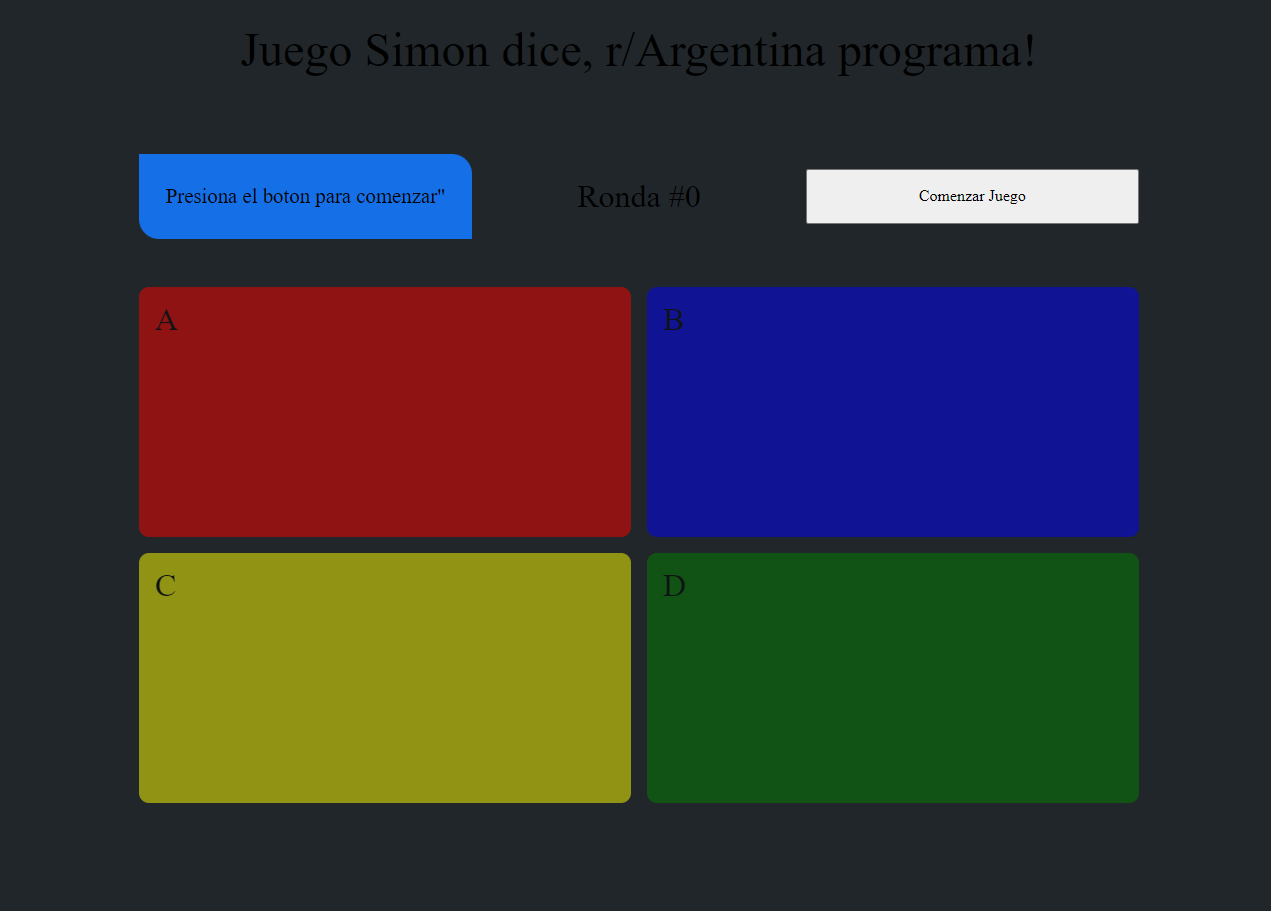 Juego Simon dice, r/Argentina programa!
Presiona el boton para comenzar"
Ronda #0
Comenzar Juego
A
B
C
D